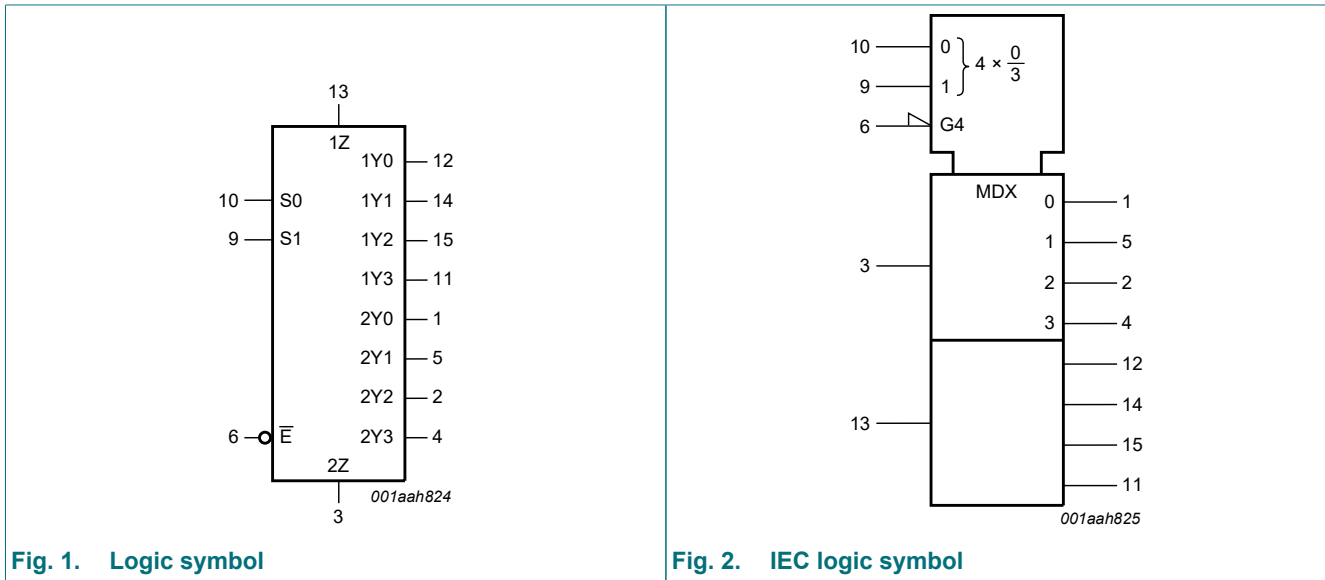 13
1Z
1Y0 12
10 S0 1Y1 14
9 S1 1Y2 15
1Y3 11
2Y0 1
2Y1 5
2Y2 2
6 E̅ 2Y3 4
2Z
3
001aah824
Fig. 1. Logic symbol
10 0
9 1
} 4 × 0/3
6 G4
MDX
0 1
1 5
3
2 2
3 4
12
14
13
15
11
001aah825
Fig. 2. IEC logic symbol